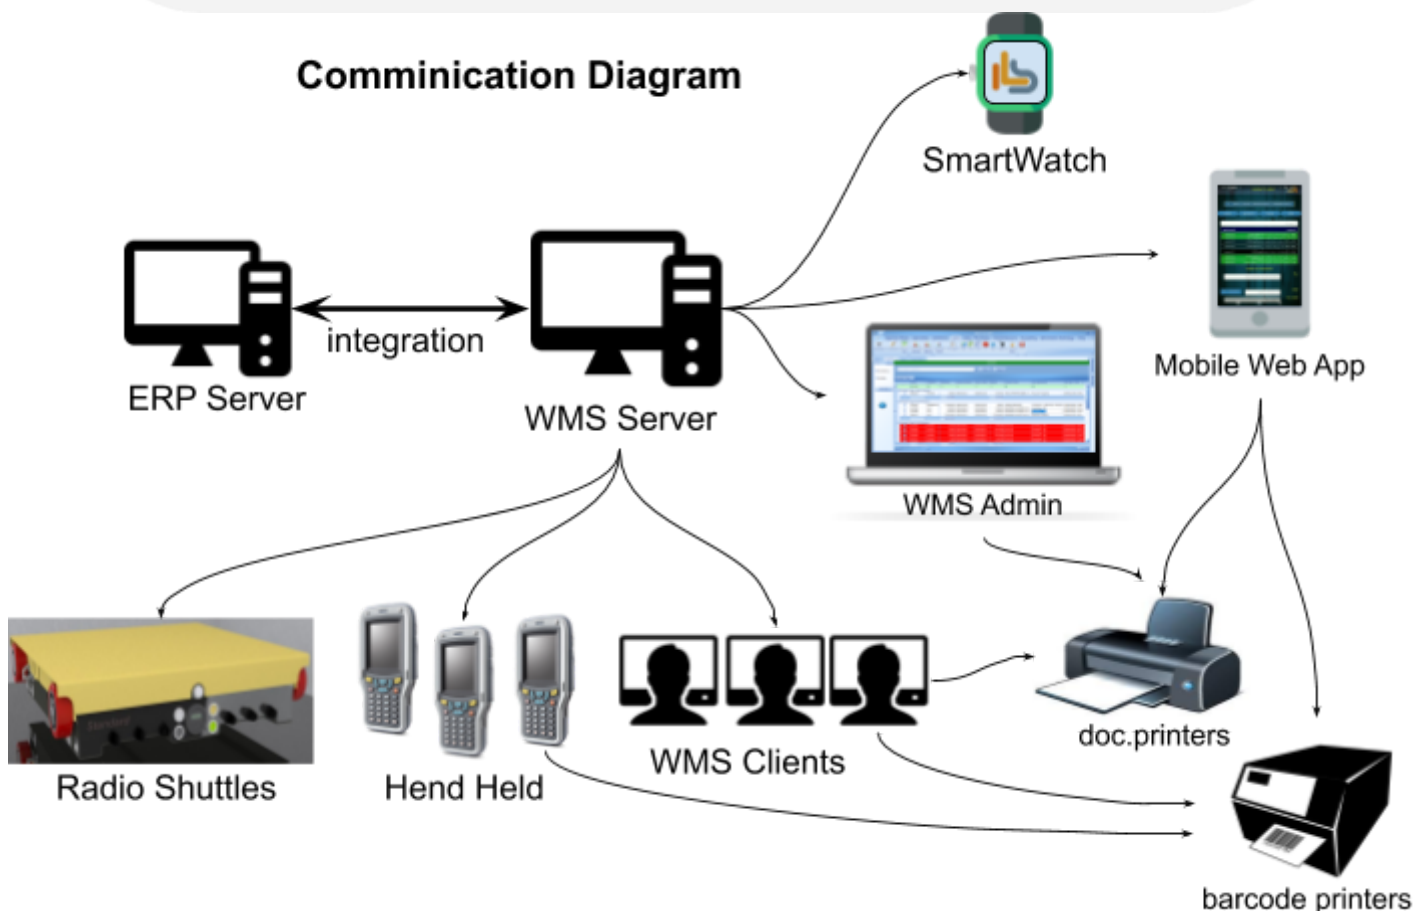 Comminication Diagram
SmartWatch
integration
ERP Server
WMS Server
Mobile Web App
WMS Admin
doc.printers
WMS Clients
Radio Shuttles
Hend Held
barcode printers